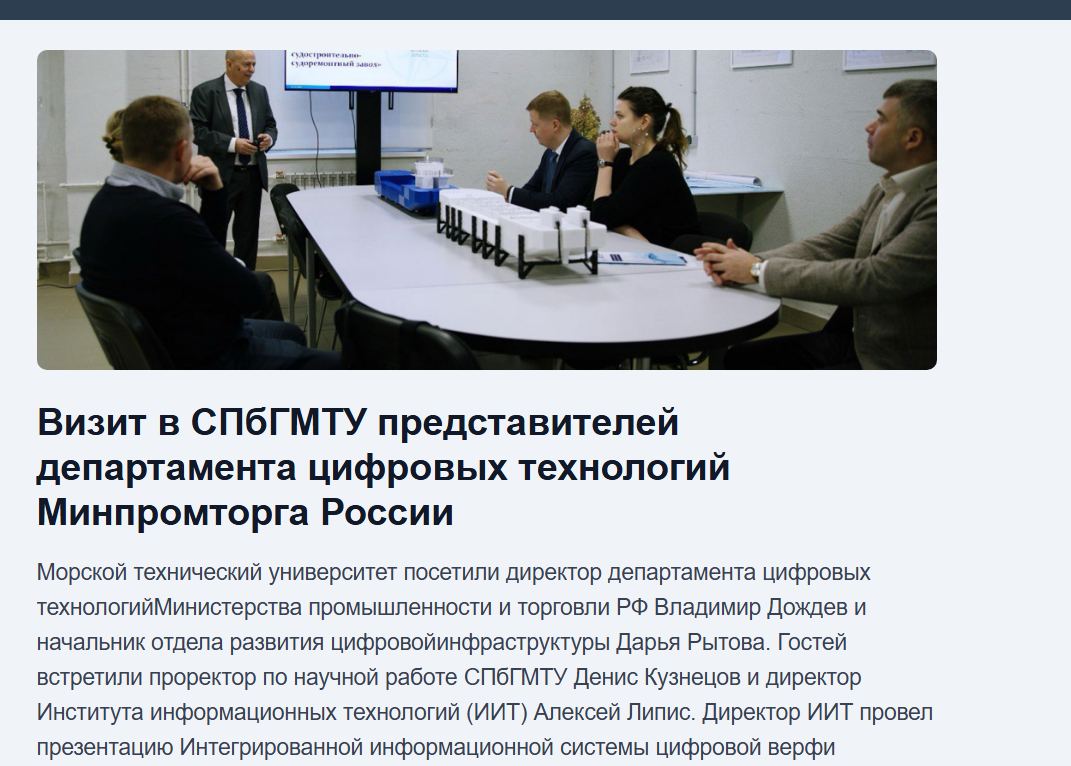 судостроительно-
судоремонтный завод»
Визит в СПбГМТУ представителей
департамента цифровых технологий
Минпромторга России
Морской технический университет посетили директор департамента цифровых
технологийМинистерства промышленности и торговли РФ Владимир Дождев и
начальник отдела развития цифровойинфраструктуры Дарья Рытова. Гостей
встретили проректор по научной работе СПбГМТУ Денис Кузнецов и директор
Института информационных технологий (ИИТ) Алексей Липис. Директор ИИТ провел
презентацию Интегрированной информационной системы цифровой верфи